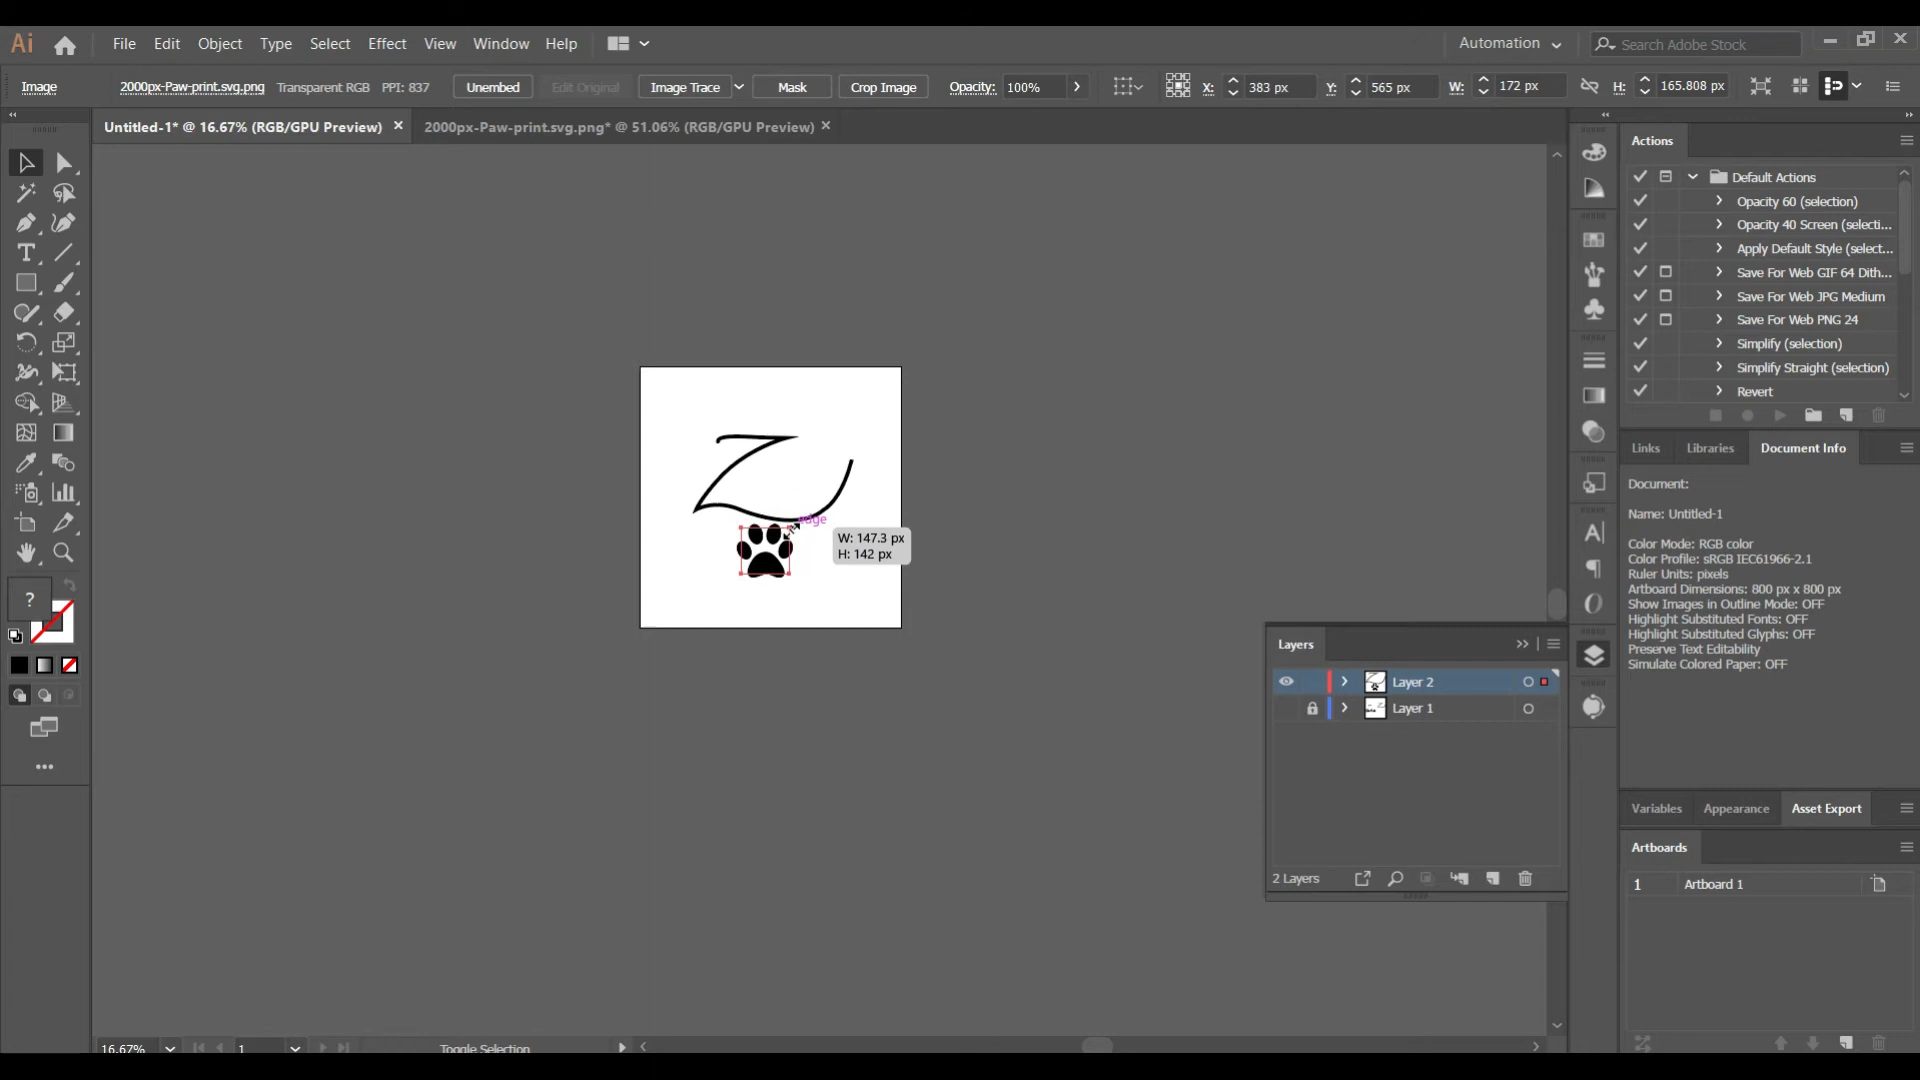 Ai File Edit Object Type Select Effect View Window Help Automation Search Adobe Stock
Image 2000px-Paw-print.svg.png Transparent RGB PPI: 837 Unembed Edit Original Image Trace Mask Crop Image Opacity: 100% X: 383 px Y: 565 px W: 172 px H: 165.808 px
Untitled-1* @ 16.67% (RGB/GPU Preview) 2000px-Paw-print.svg.png* @ 51.06% (RGB/GPU Preview)
Actions
Default Actions
Opacity 60 (selection)
Opacity 40 Screen (selecti...
Apply Default Style (select...
Save For Web GIF 64 Dith...
Save For Web JPG Medium
Save For Web PNG 24
Simplify (selection)
Simplify Straight (selection)
Revert
Links Libraries Document Info
Document:
Name: Untitled-1
Color Mode: RGB color
Color Profile: sRGB IEC61966-2.1
Ruler Units: pixels
Artboard Dimensions: 800 px x 800 px
Show Images in Outline Mode: OFF
Highlight Substituted Fonts: OFF
Highlight Substituted Glyphs: OFF
Preserve Text Editability
Simulate Colored Paper: OFF
Z
edge
W: 147.3 px
H: 142 px
?
Layers
Layer 2
Layer 1
2 Layers
Variables Appearance Asset Export
Artboards
1 Artboard 1
16.67% 1 Toggle Selection